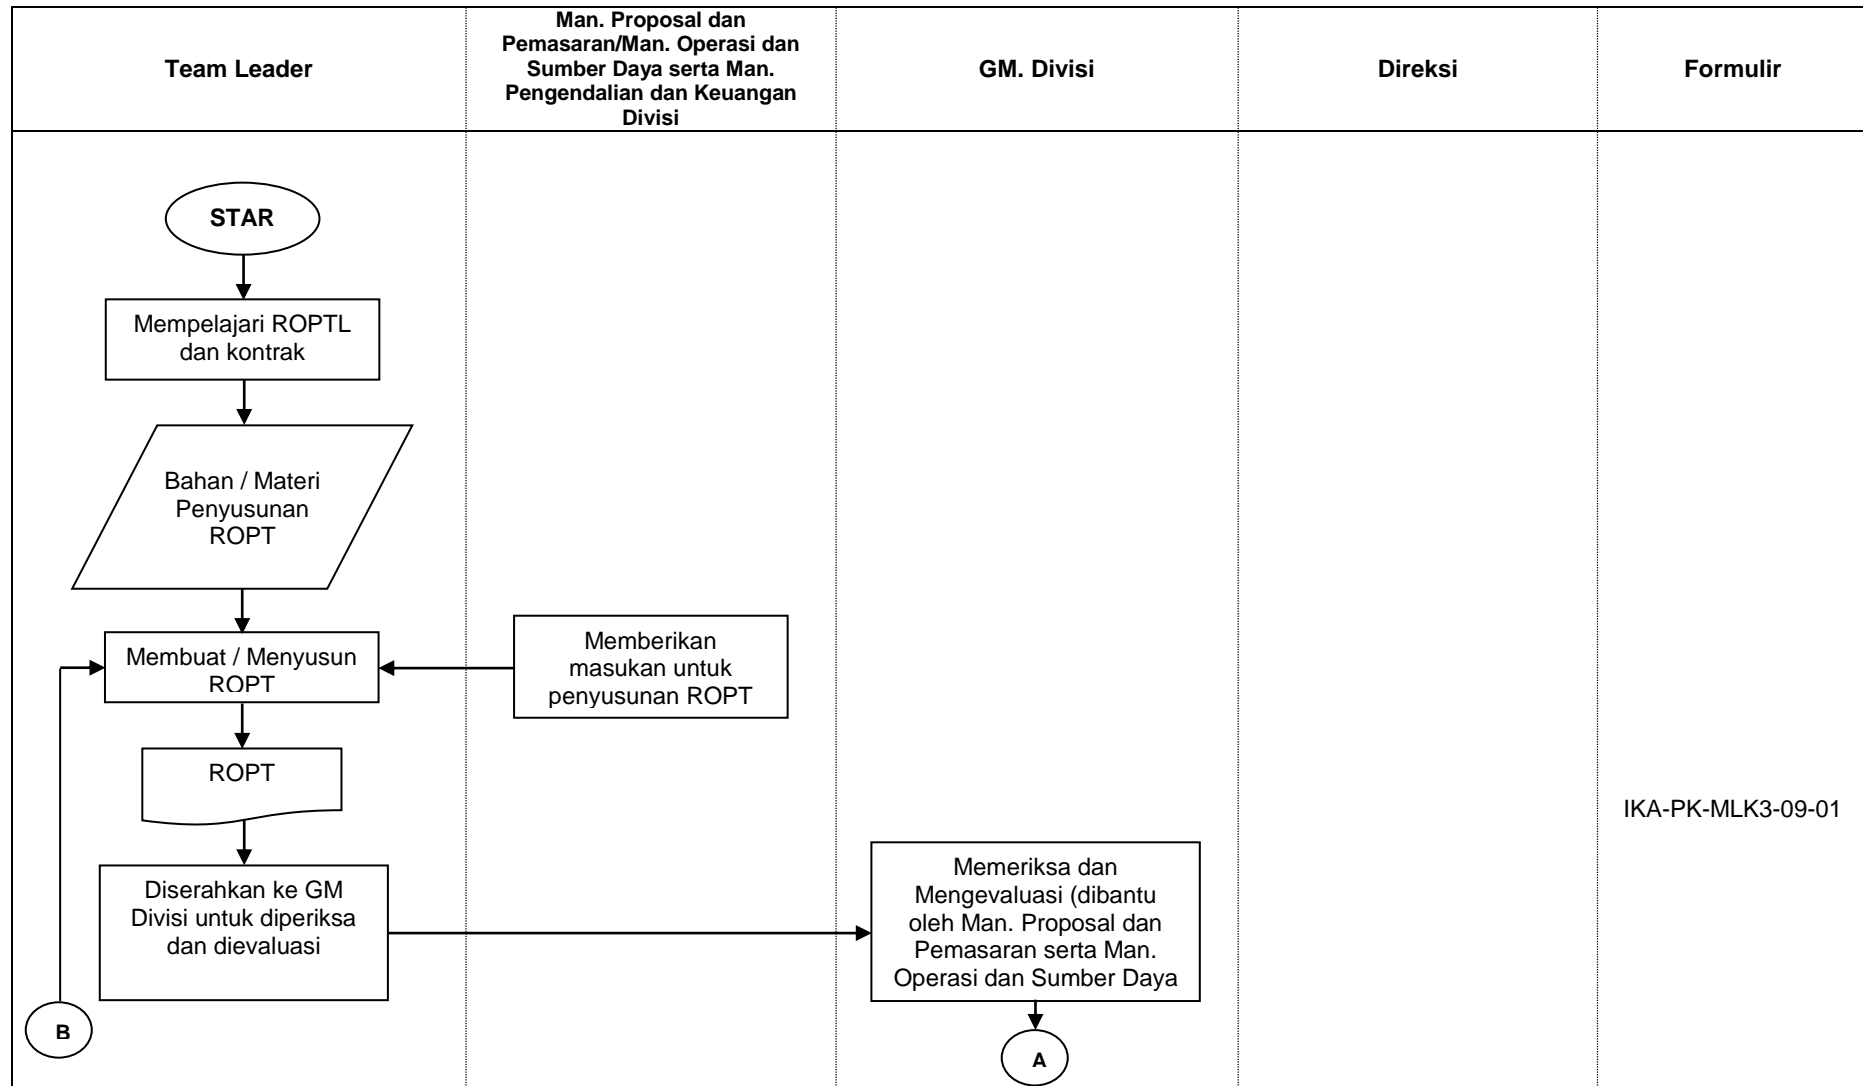 Team Leader
Man. Proposal dan
Pemasaran/Man. Operasi dan
Sumber Daya serta Man.
Pengendalian dan Keuangan
Divisi
GM. Divisi
Direksi
Formulir
STAR
Mempelajari ROPTL
dan kontrak
Bahan / Materi
Penyusunan
ROPT
Membuat / Menyusun
ROPT
Memberikan
masukan untuk
penyusunan ROPT
ROPT
IKA-PK-MLK3-09-01
Diserahkan ke GM
Divisi untuk diperiksa
dan dievaluasi
Memeriksa dan
Mengevaluasi (dibantu
oleh Man. Proposal dan
Pemasaran serta Man.
Operasi dan Sumber Daya
B
A